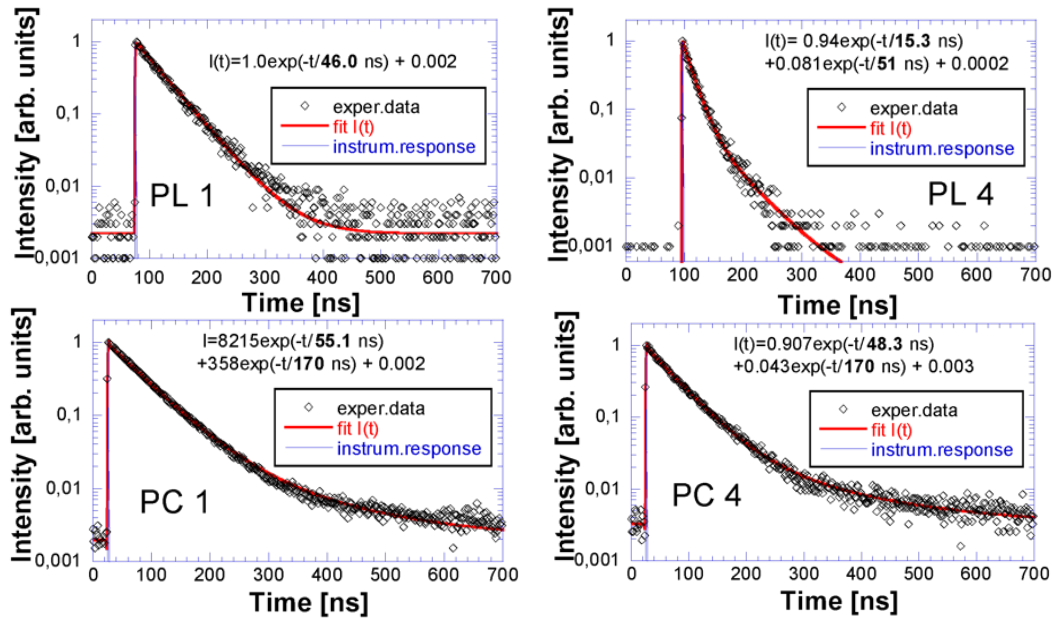 Intensity [arb. units]
1
0,1
0,01
0,001
I(t)=1.0exp(-t/46.0 ns) + 0.002
exper.data
fit I(t)
instrum.response
PL 1
0 100 200 300 400 500 600 700
Time [ns]
Intensity [arb. units]
1
0,1
0,01
0,001
I(t)= 0.94exp(-t/15.3 ns)
+0.081exp(-t/51 ns) + 0.0002
exper.data
fit I(t)
instrum.response
PL 4
0 100 200 300 400 500 600 700
Time [ns]
Intensity [arb. units]
1
0,1
0,01
0,001
I=8215exp(-t/55.1 ns)
+358exp(-t/170 ns) + 0.002
exper.data
fit I(t)
instrum.response
PC 1
0 100 200 300 400 500 600 700
Time [ns]
Intensity [arb. units]
1
0,1
0,01
0,001
I(t)=0.907exp(-t/48.3 ns)
+0.043exp(-t/170 ns) + 0.003
exper.data
fit I(t)
instrum.response
PC 4
0 100 200 300 400 500 600 700
Time [ns]